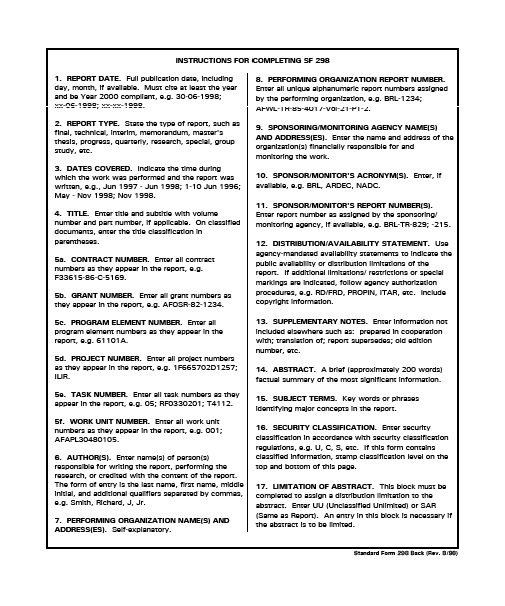 INSTRUCTIONS FOR COMPLETING SF 298
1. REPORT DATE. Full publication date, including
day, month, if available. Must cite at least the year
and be Year 2000 compliant, e.g. 30-06-1998;
xx-06-1998; xx-xx-1998.
2. REPORT TYPE. State the type of report, such as
final, technical, interim, memorandum, master's
thesis, progress, quarterly, research, special, group
study, etc.
3. DATES COVERED. Indicate the time during
which the work was performed and the report was
written, e.g., Jun 1997 - Jun 1998; 1-10 Jun 1996;
May - Nov 1998; Nov 1998.
4. TITLE. Enter title and subtitle with volume
number and part number, if applicable. On classified
documents, enter the title classification in
parentheses.
5a. CONTRACT NUMBER. Enter all contract
numbers as they appear in the report, e.g.
F33615-86-C-5169.
5b. GRANT NUMBER. Enter all grant numbers as
they appear in the report, e.g. AFOSR-82-1234.
5c. PROGRAM ELEMENT NUMBER. Enter all
program element numbers as they appear in the
report, e.g. 61101A.
5d. PROJECT NUMBER. Enter all project numbers
as they appear in the report, e.g. 1F665702D1257;
ILIR.
5e. TASK NUMBER. Enter all task numbers as they
appear in the report, e.g. 05; RF0330201; T4112.
5f. WORK UNIT NUMBER. Enter all work unit
numbers as they appear in the report, e.g. 001;
AFAPL30480105.
6. AUTHOR(S). Enter name(s) of person(s)
responsible for writing the report, performing the
research, or credited with the content of the report.
The form of entry is the last name, first name, middle
initial, and additional qualifiers separated by commas,
e.g. Smith, Richard, J, Jr.
7. PERFORMING ORGANIZATION NAME(S) AND
ADDRESS(ES). Self-explanatory.
8. PERFORMING ORGANIZATION REPORT NUMBER.
Enter all unique alphanumeric report numbers assigned
by the performing organization, e.g. BRL-1234;
AFWL-TR-85-4017-Vol-21-PT-2.
9. SPONSORING/MONITORING AGENCY NAME(S)
AND ADDRESS(ES). Enter the name and address of the
organization(s) financially responsible for and
monitoring the work.
10. SPONSOR/MONITOR'S ACRONYM(S). Enter, if
available, e.g. BRL, ARDEC, NADC.
11. SPONSOR/MONITOR'S REPORT NUMBER(S).
Enter report number as assigned by the sponsoring/
monitoring agency, if available, e.g. BRL-TR-829; -215.
12. DISTRIBUTION/AVAILABILITY STATEMENT. Use
agency-mandated availability statements to indicate the
public availability or distribution limitations of the
report. If additional limitations/ restrictions or special
markings are indicated, follow agency authorization
procedures, e.g. RD/FRD, PROPIN, ITAR, etc. Include
copyright information.
13. SUPPLEMENTARY NOTES. Enter information not
included elsewhere such as: prepared in cooperation
with; translation of; report supersedes; old edition
number, etc.
14. ABSTRACT. A brief (approximately 200 words)
factual summary of the most significant information.
15. SUBJECT TERMS. Key words or phrases
identifying major concepts in the report.
16. SECURITY CLASSIFICATION. Enter security
classification in accordance with security classification
regulations, e.g. U, C, S, etc. If this form contains
classified information, stamp classification level on the
top and bottom of this page.
17. LIMITATION OF ABSTRACT. This block must be
completed to assign a distribution limitation to the
abstract. Enter UU (Unclassified Unlimited) or SAR
(Same as Report). An entry in this block is necessary if
the abstract is to be limited.
Standard Form 298 Back (Rev. 8/98)